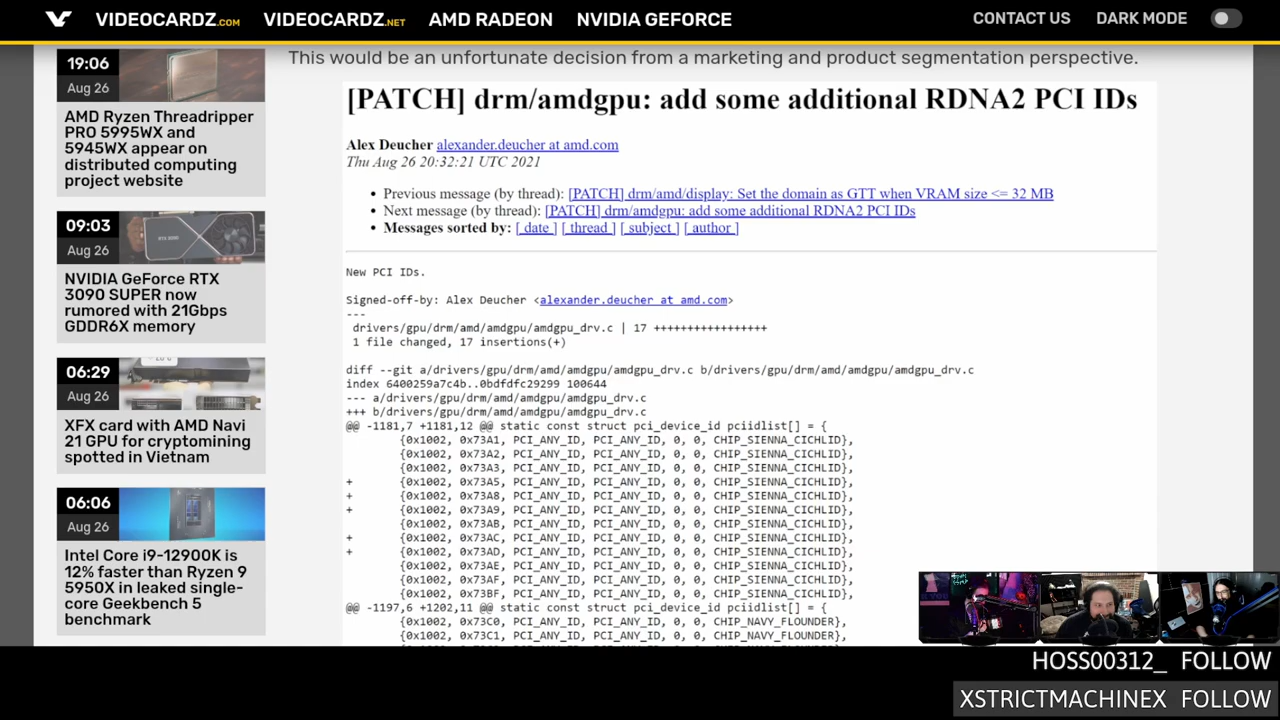 VIDEOCARDZ.COM VIDEOCARDZ.NET AMD RADEON NVIDIA GEFORCE CONTACT US DARK MODE
19:06
Aug 26
AMD Ryzen Threadripper
PRO 5995WX and
5945WX appear on
distributed computing
project website
09:03
Aug 26
NVIDIA GeForce RTX
3090 SUPER now
rumored with 21Gbps
GDDR6X memory
06:29
Aug 26
XFX card with AMD Navi
21 GPU for cryptomining
spotted in Vietnam
06:06
Aug 26
Intel Core i9-12900K is
12% faster than Ryzen 9
5950X in leaked single-
core Geekbench 5
benchmark
This would be an unfortunate decision from a marketing and product segmentation perspective.
[PATCH] drm/amdgpu: add some additional RDNA2 PCI IDs
Alex Deucher alexander.deucher at amd.com
Thu Aug 26 20:32:21 UTC 2021
• Previous message (by thread): [PATCH] drm/amd/display: Set the domain as GTT when VRAM size <= 32 MB
• Next message (by thread): [PATCH] drm/amdgpu: add some additional RDNA2 PCI IDs
• Messages sorted by: [ date ] [ thread ] [ subject ] [ author ]
New PCI IDs.
Signed-off-by: Alex Deucher <alexander.deucher at amd.com>
---
drivers/gpu/drm/amd/amdgpu/amdgpu_drv.c | 17 +++++++++++++++++
1 file changed, 17 insertions(+)
diff --git a/drivers/gpu/drm/amd/amdgpu/amdgpu_drv.c b/drivers/gpu/drm/amd/amdgpu/amdgpu_drv.c
index 6400259a7c4b..0bdfdfc29299 100644
--- a/drivers/gpu/drm/amd/amdgpu/amdgpu_drv.c
+++ b/drivers/gpu/drm/amd/amdgpu/amdgpu_drv.c
@@ -1181,7 +1181,12 @@ static const struct pci_device_id pciidlist[] = {
{0x1002, 0x73A1, PCI_ANY_ID, PCI_ANY_ID, 0, 0, CHIP_SIENNA_CICHLID},
{0x1002, 0x73A2, PCI_ANY_ID, PCI_ANY_ID, 0, 0, CHIP_SIENNA_CICHLID},
{0x1002, 0x73A3, PCI_ANY_ID, PCI_ANY_ID, 0, 0, CHIP_SIENNA_CICHLID},
+ {0x1002, 0x73A5, PCI_ANY_ID, PCI_ANY_ID, 0, 0, CHIP_SIENNA_CICHLID},
+ {0x1002, 0x73A8, PCI_ANY_ID, PCI_ANY_ID, 0, 0, CHIP_SIENNA_CICHLID},
+ {0x1002, 0x73A9, PCI_ANY_ID, PCI_ANY_ID, 0, 0, CHIP_SIENNA_CICHLID},
{0x1002, 0x73AB, PCI_ANY_ID, PCI_ANY_ID, 0, 0, CHIP_SIENNA_CICHLID},
+ {0x1002, 0x73AC, PCI_ANY_ID, PCI_ANY_ID, 0, 0, CHIP_SIENNA_CICHLID},
+ {0x1002, 0x73AD, PCI_ANY_ID, PCI_ANY_ID, 0, 0, CHIP_SIENNA_CICHLID},
{0x1002, 0x73AE, PCI_ANY_ID, PCI_ANY_ID, 0, 0, CHIP_SIENNA_CICHLID},
{0x1002, 0x73AF, PCI_ANY_ID, PCI_ANY_ID, 0, 0, CHIP_SIENNA_CICHLID},
{0x1002, 0x73BF, PCI_ANY_ID, PCI_ANY_ID, 0, 0, CHIP_SIENNA_CICHLID},
@@ -1197,6 +1202,11 @@ static const struct pci_device_id pciidlist[] = {
{0x1002, 0x73C0, PCI_ANY_ID, PCI_ANY_ID, 0, 0, CHIP_NAVY_FLOUNDER},
{0x1002, 0x73C1, PCI_ANY_ID, PCI_ANY_ID, 0, 0, CHIP_NAVY_FLOUNDER},
HOSS00312_ FOLLOW
XSTRICTMACHINEX FOLLOW